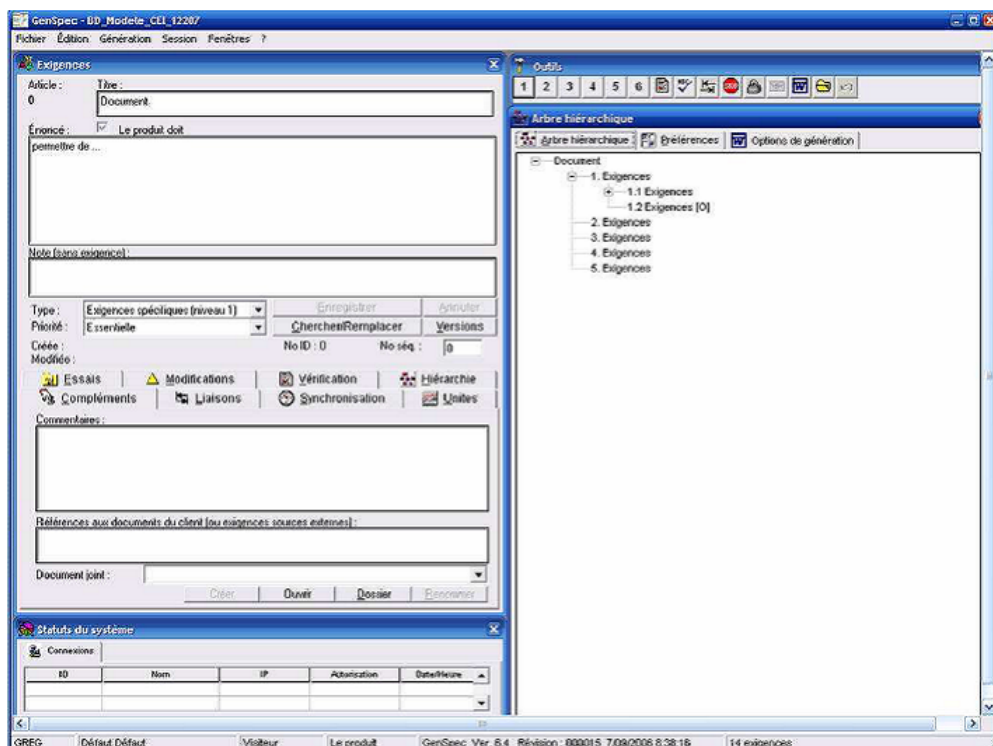 GenSpec - BD_Modele_CEI_12207
Fichier Édition Génération Session Fenêtres ?
Exigences
Article : Titre :
0 Document
Énoncé : Le produit doit
permettre de ...
Note (sans exigence) :
Type : Exigences spécifiques (niveau 1) Enregistrer Annuler
Priorité : Essentielle Chercher/Remplacer Versions
Créée : No ID : 0 No séq. : 0
Modifiée :
Essais Modifications Vérification Hiérarchie
Compléments Liaisons Synchronisation Unités
Commentaires :
Références aux documents du client (ou exigences sources externes) :
Document joint :
Créer Ouvrir Dossier Renommer
Statuts du système
Connexions
ID Nom IP Autorisation Date/Heure
Outils
1 2 3 4 5 6
Arbre hiérarchique
Arbre hiérarchique Préférences Options de génération
Document
1. Exigences
1.1 Exigences
1.2 Exigences [O]
2. Exigences
3. Exigences
4. Exigences
5. Exigences
GREG Défaut Défaut Visiteur Le produit GenSpec Ver. 6.4 Révision : 000015 7/09/2006 8:38:16 14 exigences